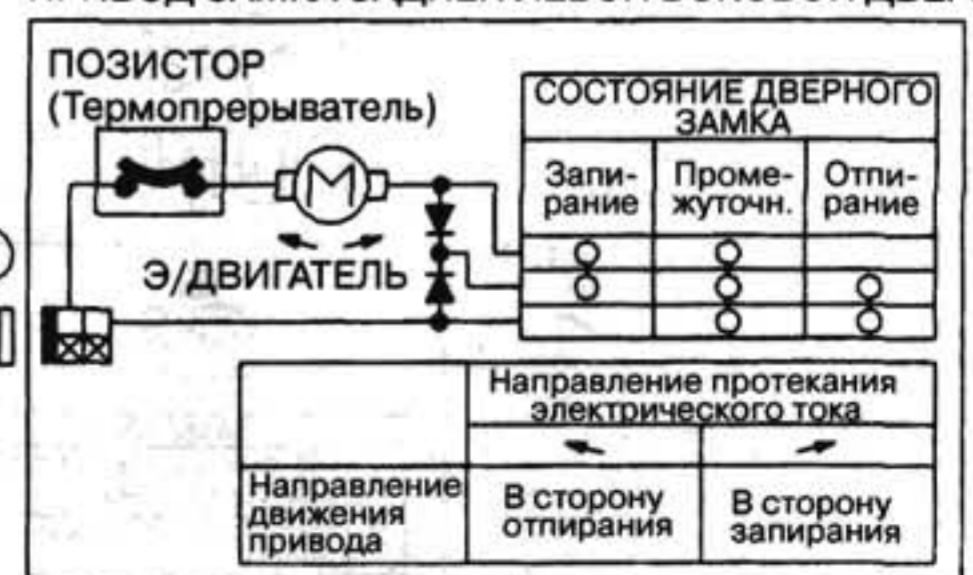 ПОЗИСТОР
(Термопрерыватель)
М
Э/ДВИГАТЕЛЬ
СОСТОЯНИЕ ДВЕРНОГО
ЗАМКА
Запи-
рание
Проме-
жуточн.
Отпи-
рание
Направление протекания
электрического тока
Направление
движения
привода
В сторону
отпирания
В сторону
запирания